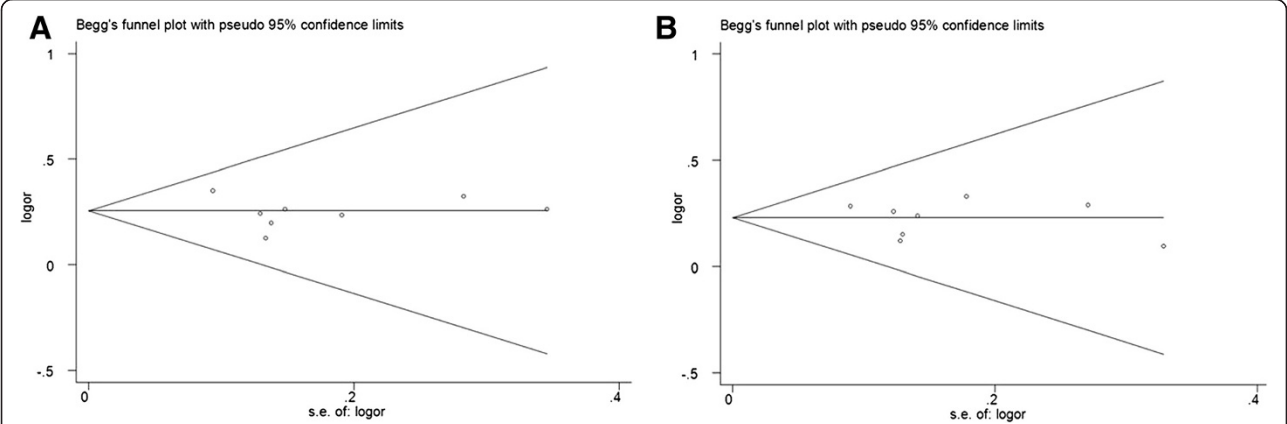 A
Begg's funnel plot with pseudo 95% confidence limits
1
.5
0
-.5
logor
0
.2
.4
s.e. of: logor
B
Begg's funnel plot with pseudo 95% confidence limits
1
.5
0
-.5
logor
0
.2
.4
s.e. of: logor